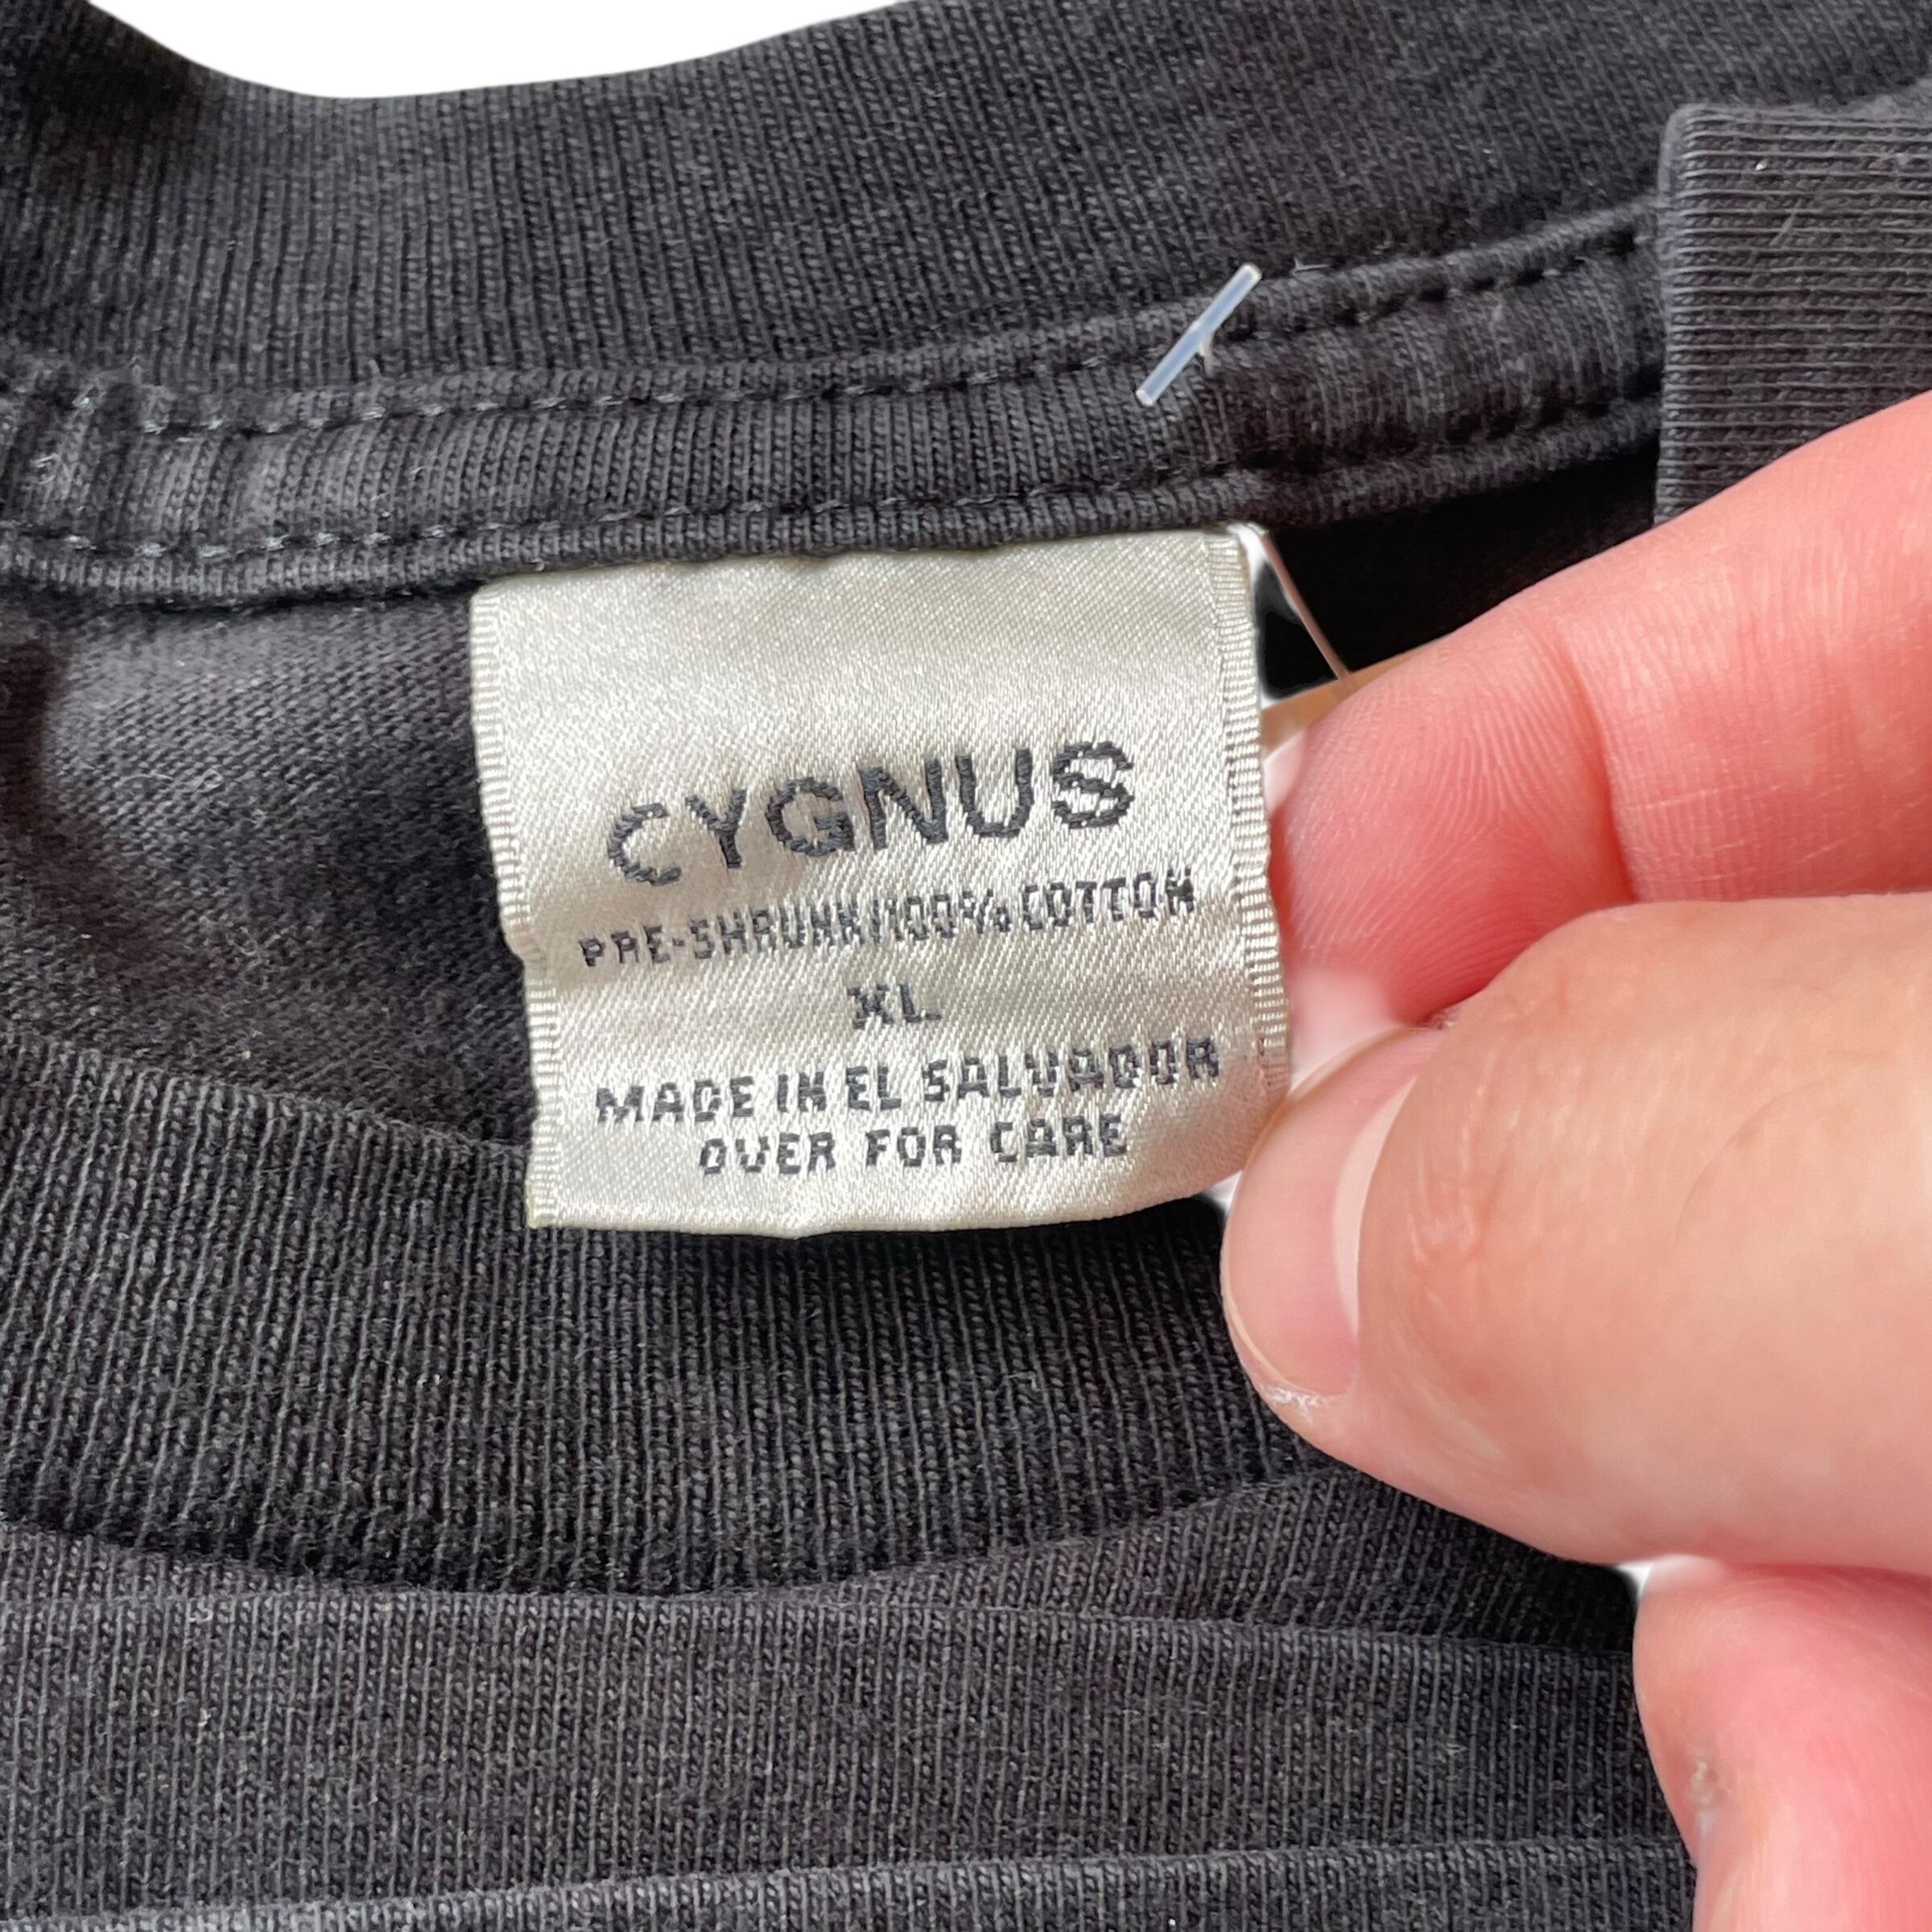 CYGNUS
PRE-SHRUNK/100% COTTON
XL
MADE IN EL SALVADOR
OVER FOR CARE